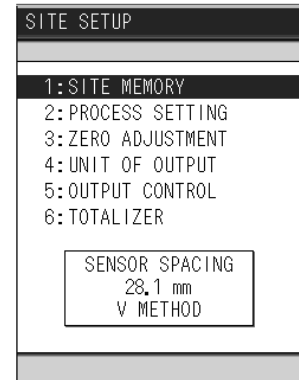 SITE SETUP
1:SITE MEMORY
2:PROCESS SETTING
3:ZERO ADJUSTMENT
4:UNIT OF OUTPUT
5:OUTPUT CONTROL
6:TOTALIZER
SENSOR SPACING
28.1 mm
V METHOD